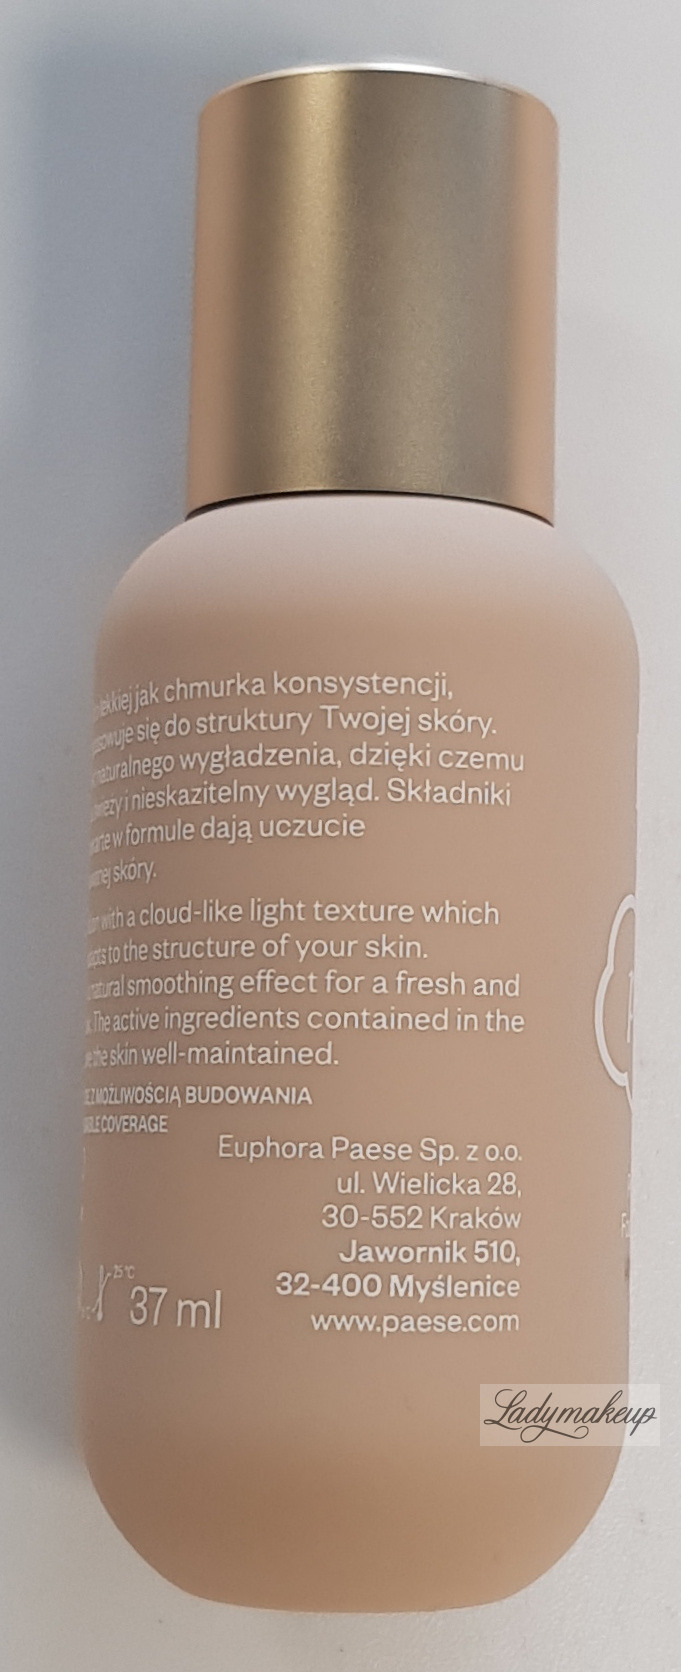 lekkiej jak chmurka konsystencji,
się do struktury Twojej skóry.
naturalnego wygładzenia, dzięki czemu
i nieskazitelny wygląd. Składniki
w formule dają uczucie
skóry.
with a cloud-like light texture which
to the structure of your skin.
natural smoothing effect for a fresh and
The active ingredients contained in the
the skin well-maintained.
Z MOŻLIWOŚCIĄ BUDOWANIA
COVERAGE
Euphora Paese Sp. z o.o.
ul. Wielicka 28,
30-552 Kraków
Jawornik 510,
32-400 Myślenice
www.paese.com
25°C
37 ml
Ladymakeup